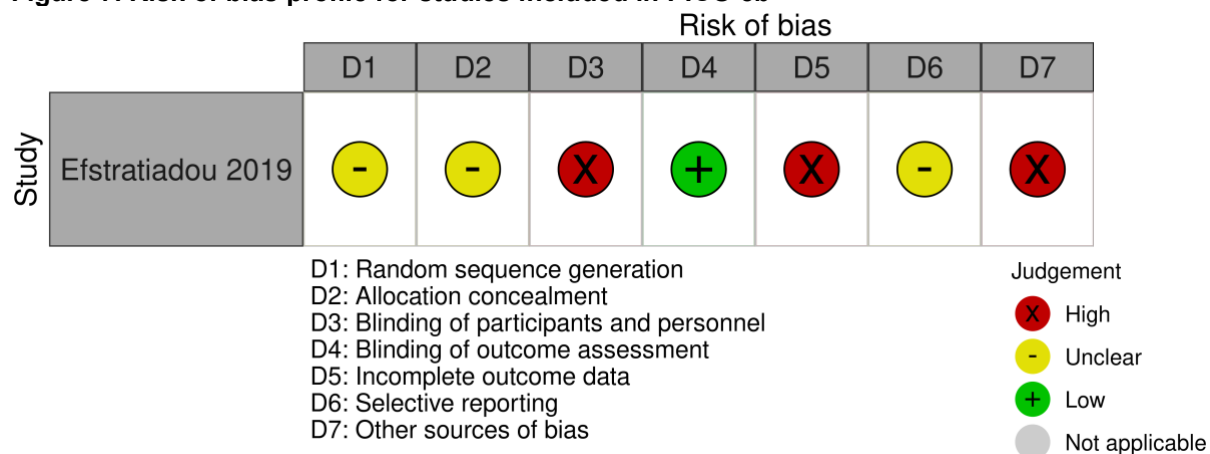 Risk of bias
D1 D2 D3 D4 D5 D6 D7
Study
Efstratiadou 2019 - - X + X - X
D1: Random sequence generation
D2: Allocation concealment
D3: Blinding of participants and personnel
D4: Blinding of outcome assessment
D5: Incomplete outcome data
D6: Selective reporting
D7: Other sources of bias
Judgement
X High
- Unclear
+ Low
Not applicable